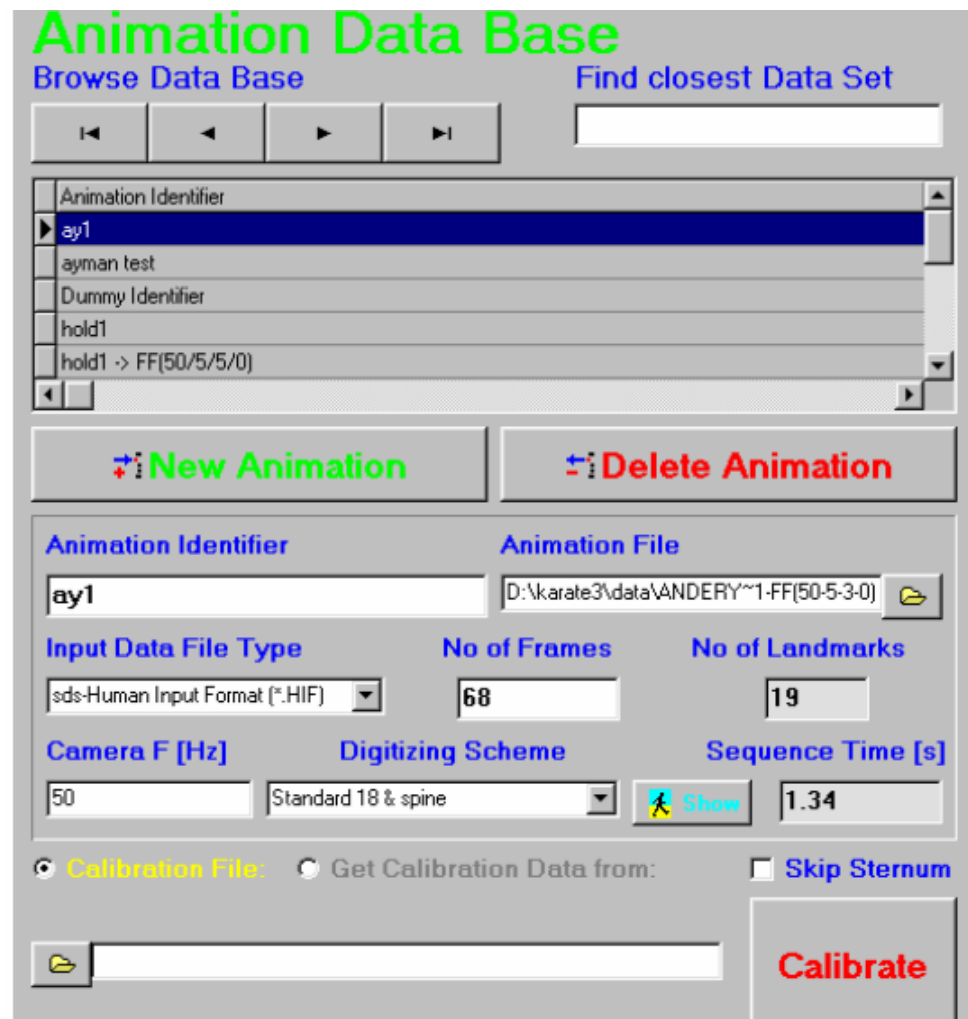 Animation Data Base
Browse Data Base
Find closest Data Set
Animation Identifier
ay1
ayman test
Dummy Identifier
hold1
hold1 -> FF(50/5/5/0)
New Animation
Delete Animation
Animation Identifier
Animation File
ay1
D:\karate3\data\ANDERY~1-FF(50-5-3-0)
Input Data File Type
No of Frames
No of Landmarks
sds-Human Input Format (*.HIF)
68
19
Camera F [Hz]
Digitizing Scheme
Sequence Time [s]
50
Standard 18 & spine
Show
1.34
Calibration File:
Get Calibration Data from:
Skip Sternum
Calibrate